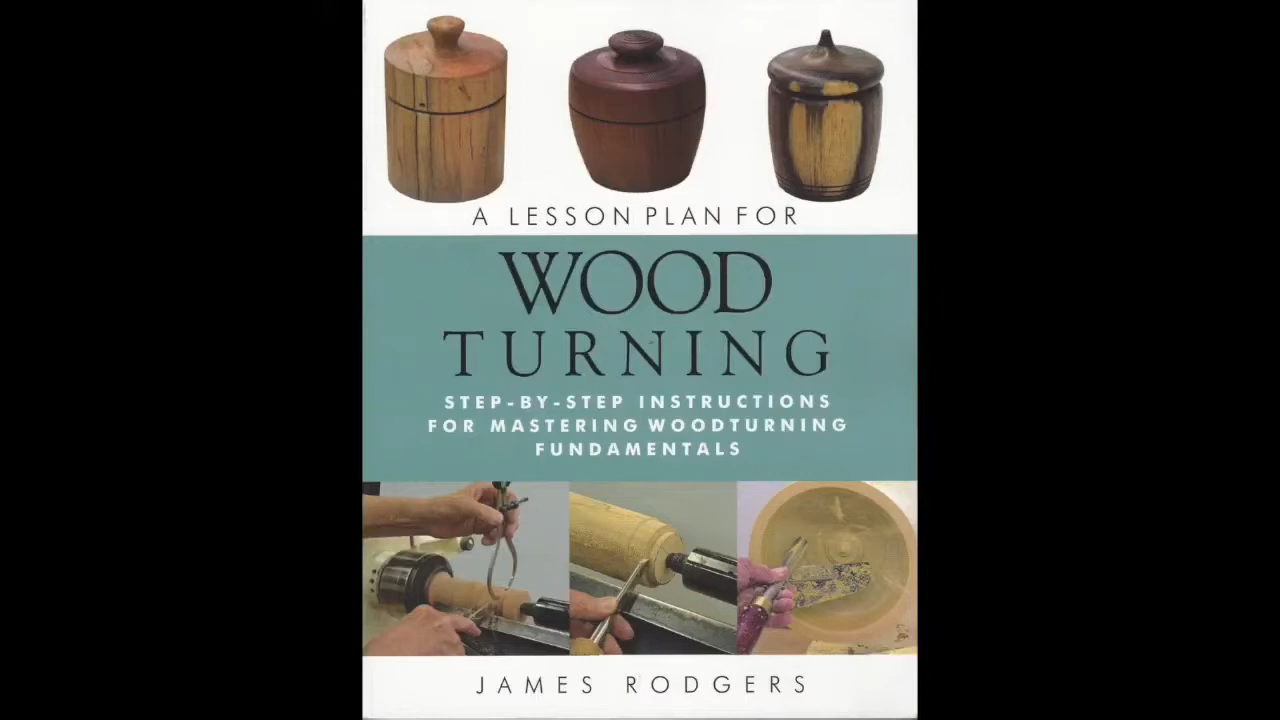 A LESSON PLAN FOR
WOOD
TURNING
STEP-BY-STEP INSTRUCTIONS
FOR MASTERING WOODTURNING
FUNDAMENTALS
JAMES RODGERS